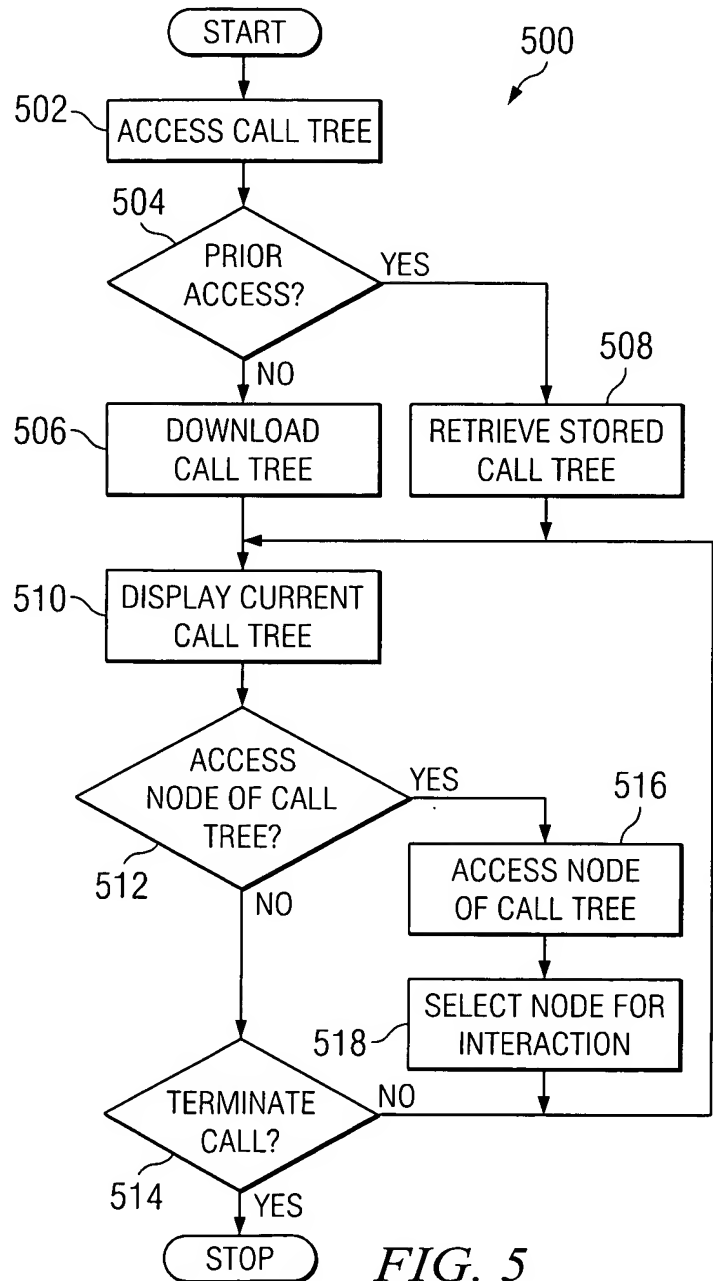 START
500
502
ACCESS CALL TREE
504
PRIOR
ACCESS?
YES
NO
508
506
DOWNLOAD
CALL TREE
RETRIEVE STORED
CALL TREE
510
DISPLAY CURRENT
CALL TREE
ACCESS
NODE OF CALL
TREE?
YES
512
NO
516
ACCESS NODE
OF CALL TREE
518
SELECT NODE FOR
INTERACTION
TERMINATE
CALL?
NO
514
YES
STOP
FIG. 5